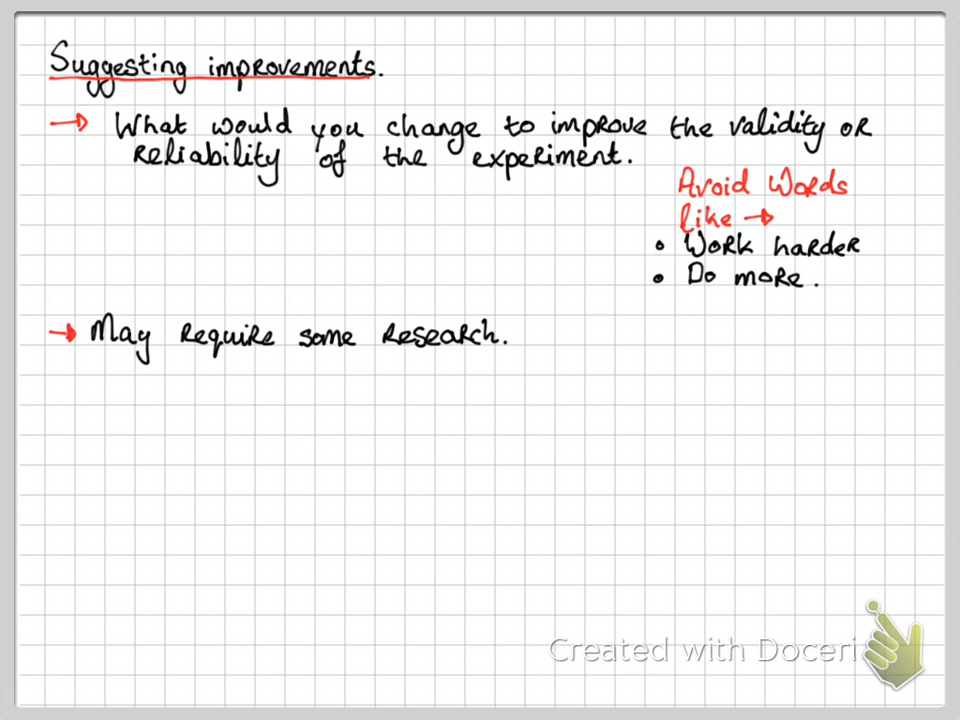 Suggesting improvements.
→ What would you change to improve the validity or
reliability of the experiment.
Avoid Words
like →
• Work harder
• Do more.
→ May require some research.
Created with Doceri